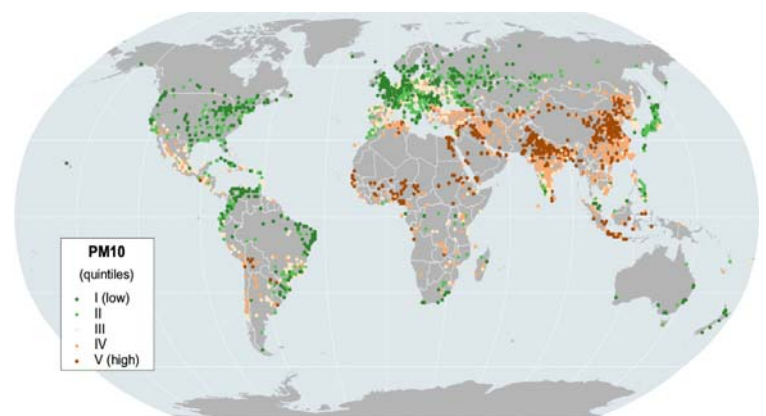 PM10
(quintiles)
I (low)
II
III
IV
V (high)